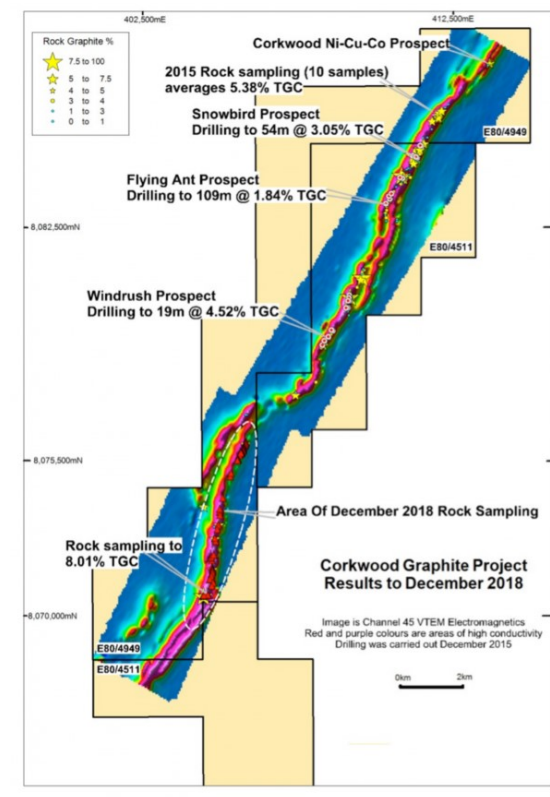 402,500mE
412,500mE
Rock Graphite %
7.5 to 100
5 to 7.5
4 to 5
3 to 4
1 to 3
0 to 1
Corkwood Ni-Cu-Co Prospect
2015 Rock sampling (10 samples)
averages 5.38% TGC
Snowbird Prospect
Drilling to 54m @ 3.05% TGC
E80/4949
Flying Ant Prospect
Drilling to 109m @ 1.84% TGC
8,082,500mN
E80/4511
Windrush Prospect
Drilling to 19m @ 4.52% TGC
8,075,500mN
Area Of December 2018 Rock Sampling
Rock sampling to
8.01% TGC
Corkwood Graphite Project
Results to December 2018
8,070,000mN
Image is Channel 45 VTEM Electromagnetics
Red and purple colours are areas of high conductivity
Drilling was carried out December 2015
E80/4949
E80/4511
0km 2km